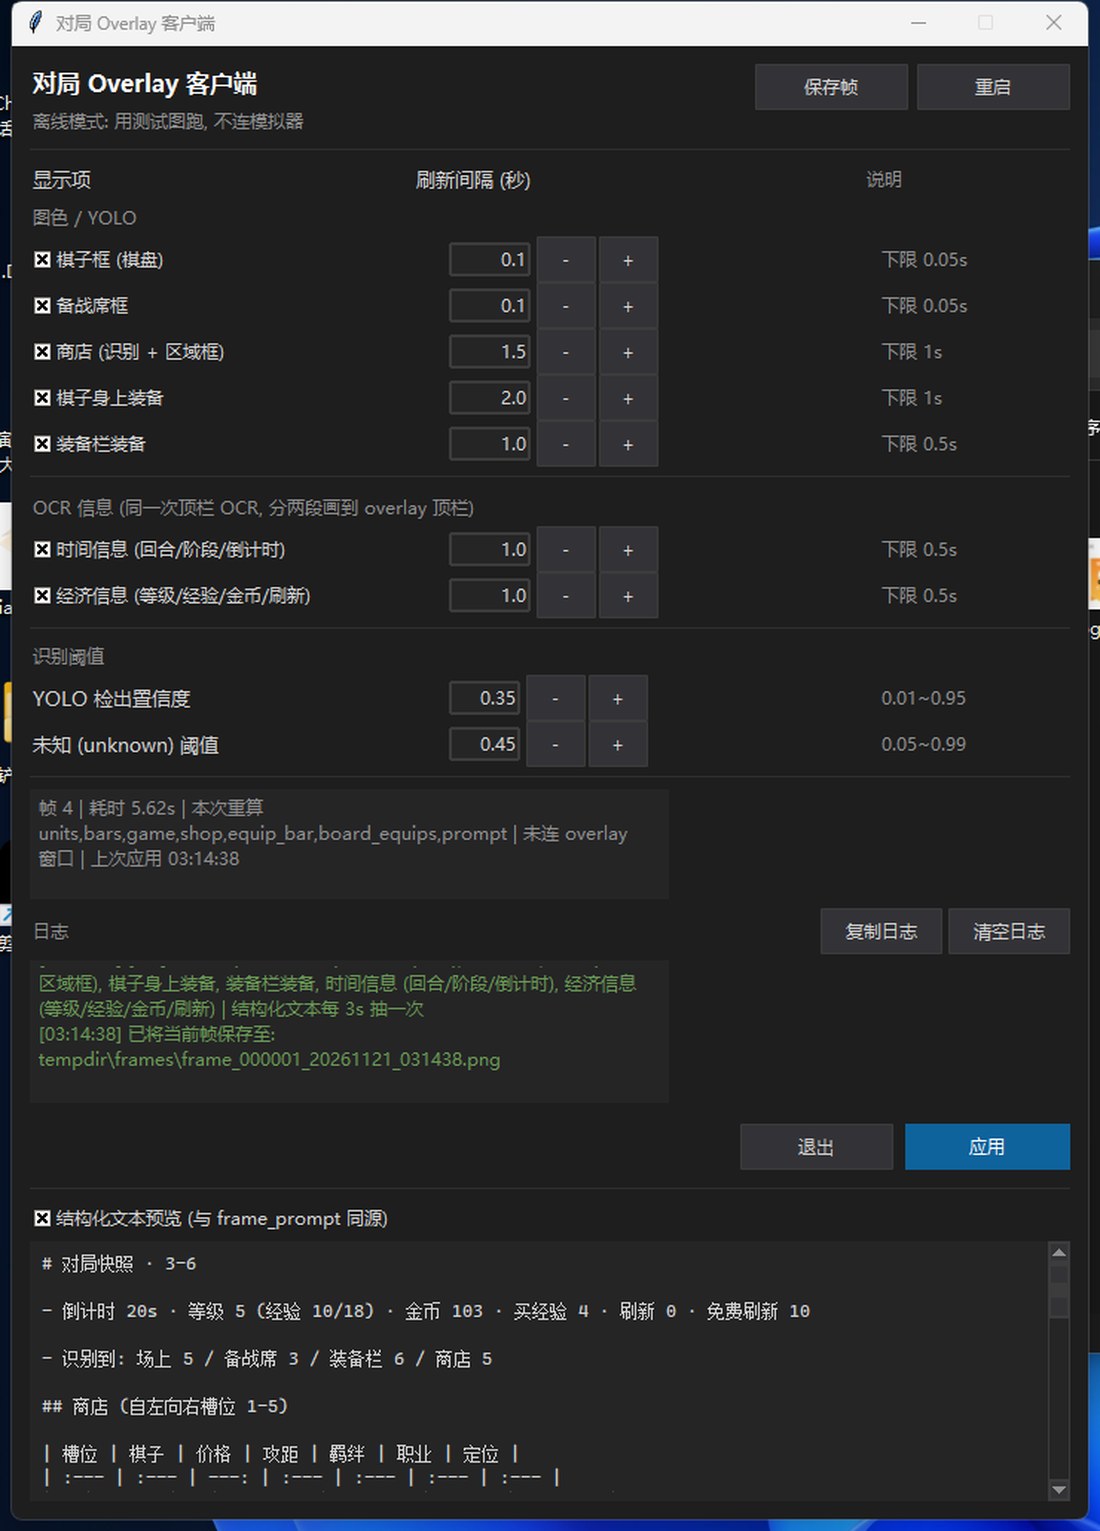 对局 Overlay 客户端
对局 Overlay 客户端
保存帧
重启
离线模式: 用测试图跑, 不连模拟器
显示项
刷新间隔 (秒)
说明
图色 / YOLO
棋子框 (棋盘)
0.1
-
+
下限 0.05s
备战席框
0.1
-
+
下限 0.05s
商店 (识别 + 区域框)
1.5
-
+
下限 1s
棋子身上装备
2.0
-
+
下限 1s
装备栏装备
1.0
-
+
下限 0.5s
OCR 信息 (同一次顶栏 OCR, 分两段画到 overlay 顶栏)
时间信息 (回合/阶段/倒计时)
1.0
-
+
下限 0.5s
经济信息 (等级/经验/金币/刷新)
1.0
-
+
下限 0.5s
识别阈值
YOLO 检出置信度
0.35
-
+
0.01~0.95
未知 (unknown) 阈值
0.45
-
+
0.05~0.99
帧 4 | 耗时 5.62s | 本次重算
units,bars,game,shop,equip_bar,board_equips,prompt | 未连 overlay
窗口 | 上次应用 03:14:38
日志
复制日志
清空日志
区域框), 棋子身上装备, 装备栏装备, 时间信息 (回合/阶段/倒计时), 经济信息
(等级/经验/金币/刷新) | 结构化文本每 3s 抽一次
[03:14:38] 已将当前帧保存至:
tempdir\frames\frame_000001_20261121_031438.png
退出
应用
结构化文本预览 (与 frame_prompt 同源)
# 对局快照 · 3-6
- 倒计时 20s · 等级 5 (经验 10/18) · 金币 103 · 买经验 4 · 刷新 0 · 免费刷新 10
- 识别到: 场上 5 / 备战席 3 / 装备栏 6 / 商店 5
## 商店 (自左向右槽位 1-5)
| 槽位 | 棋子 | 价格 | 攻距 | 羁绊 | 职业 | 定位 |
| :--- | :--- | ---: | :--- | :--- | :--- | :--- |